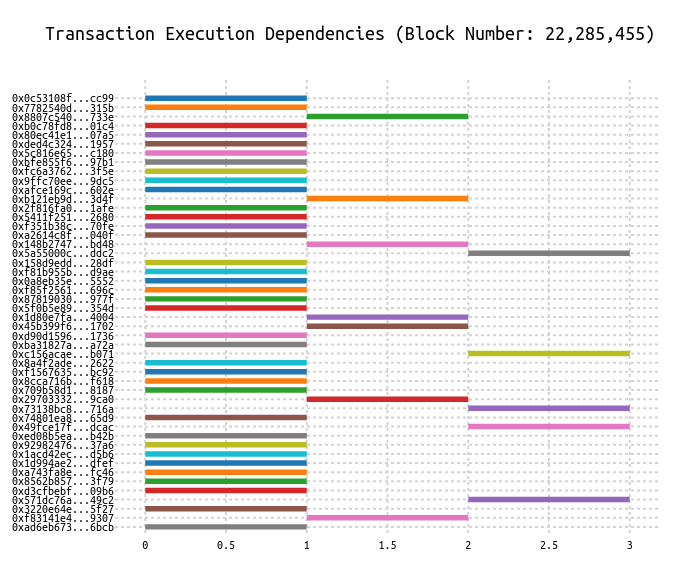 Transaction Execution Dependencies (Block Number: 22,285,455)
0x0c53108f...cc99
0x7782540d...315b
0x8807c540...733e
0xb0c78fd8...01c4
0x80ec41e1...07a5
0xded4c324...1957
0x5c816e65...c180
0xbfe855f6...97b1
0xfc6a3762...3f5e
0x9ffc70ee...9dc5
0xafce169c...602e
0xb121eb9d...3d4f
0x2f816fa0...1afe
0x5411f251...2680
0xf351b38c...70fe
0xa2614c8f...040f
0x148b2747...bd48
0x5a55000c...ddc2
0x158d9edd...28df
0xf81b955b...d9ae
0x0a8eb35e...5552
0xf85f2561...696c
0x87819030...977f
0x5f0b5e89...354d
0x1d80e7fa...4004
0x45b399f6...1702
0xd90d1596...1736
0xba31827a...a72a
0xc156acae...b071
0x8a4f2ade...2622
0xf1567635...bc92
0x8cca716b...f618
0x709b58d1...8187
0x29703332...9ca0
0x73138bc8...716a
0x74801ea8...65d9
0x49fce17f...dcac
0xed08b5ea...b42b
0x92982476...37a6
0x1acd42ec...d5b6
0x1d994ae2...dfef
0xa743fa8e...fc46
0x8562b857...3f79
0xd3cfbebf...09b6
0x571dc76a...49c2
0x3220e64e...5f27
0xf83141e4...9307
0xad6eb673...6bcb
0 0.5 1 1.5 2 2.5 3